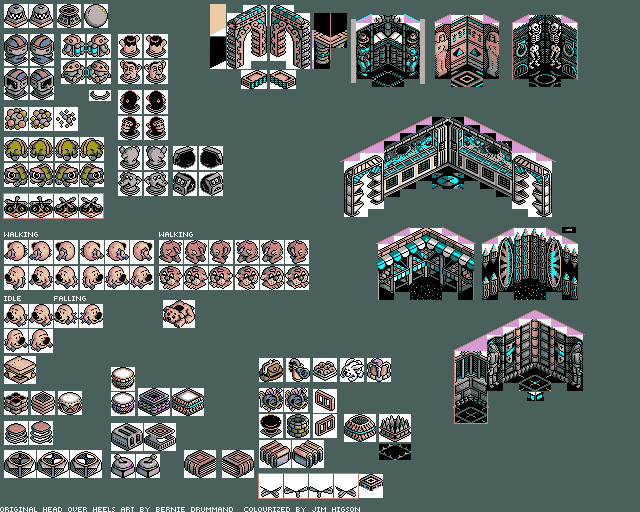 WALKING
WALKING
IDLE
FALLING
ORIGINAL HEAD OVER HEELS ART BY BERNIE DRUMMAND COLOURIZED BY JIM HIGSON